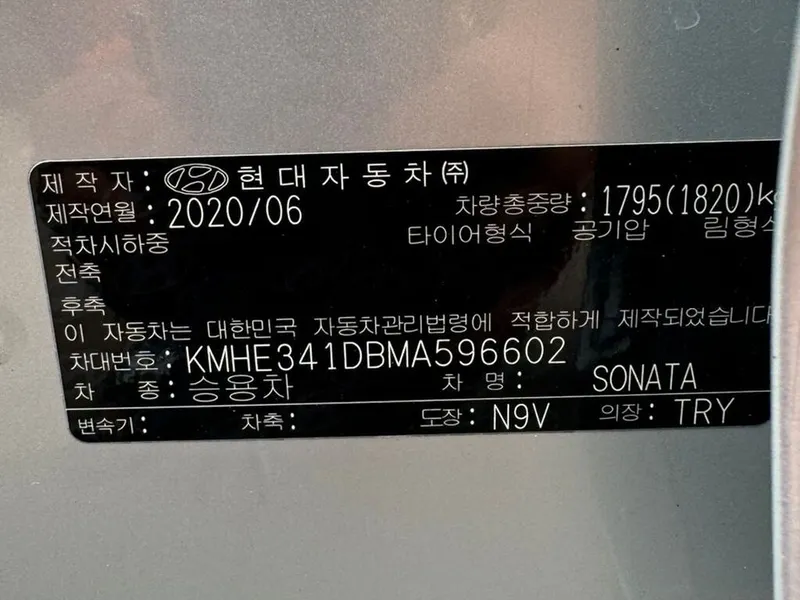 제 작 자 : 현 대 자 동 차 ㈜
제작연월 : 2020/06 차량총중량 : 1795(1820)kg
적차시하중 타이어형식 공기압 림형식
전축
후축
이 자동차는 대한민국 자동차관리법령에 적합하게 제작되었습니다
차대번호: KMHE341DBMA596602
차 종: 승용차 차 명: SONATA
변속기: 차축: 도장: N9V 의장: TRY